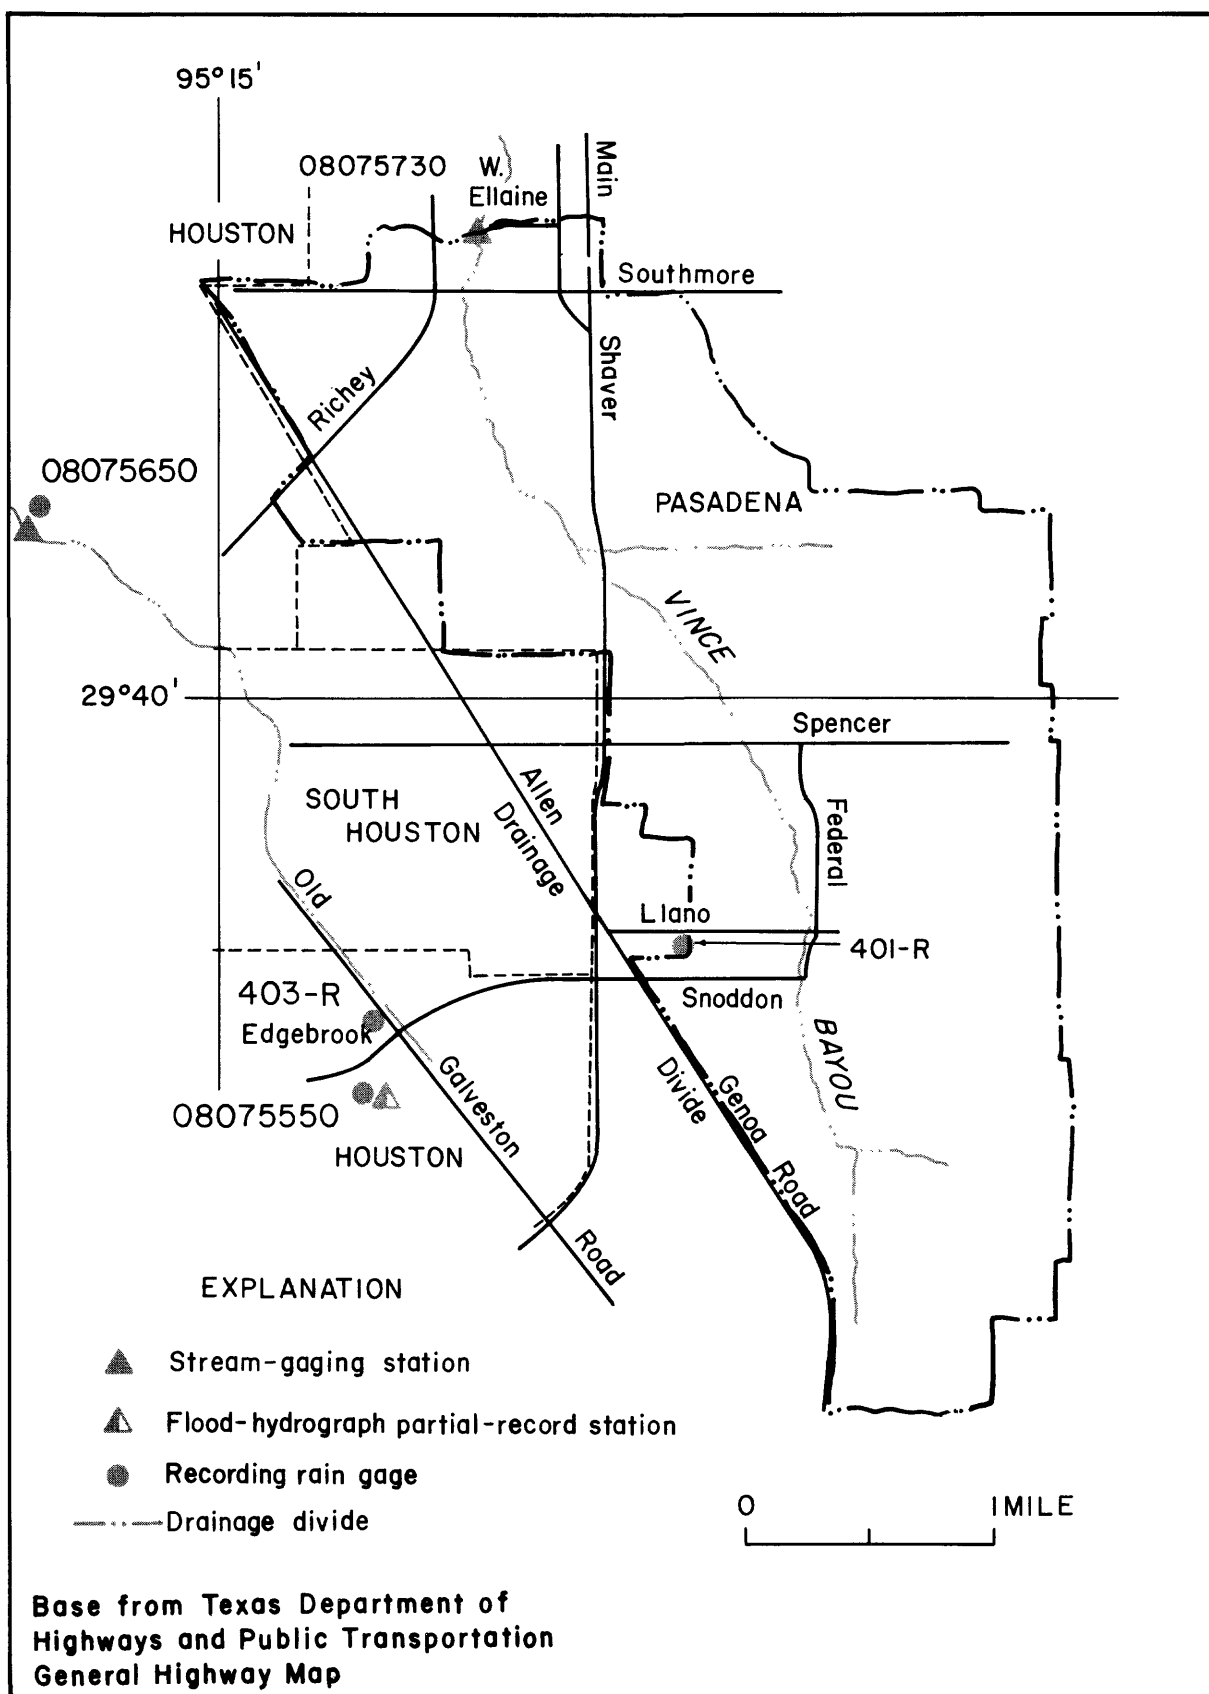 95°15'
08075730
W.
Ellaine
Main
HOUSTON
Southmore
Shaver
Richey
08075650
PASADENA
VINCE
29°40'
Spencer
SOUTH
HOUSTON
Allen
Drainage
Federal
Old
Llano
401-R
403-R
Snoddon
Edgebrook
BAYOU
Galveston
Divide
Genoa
08075550
HOUSTON
Road
Road
EXPLANATION
Stream-gaging station
Flood-hydrograph partial-record station
Recording rain gage
Drainage divide
0 1 MILE
Base from Texas Department of
Highways and Public Transportation
General Highway Map